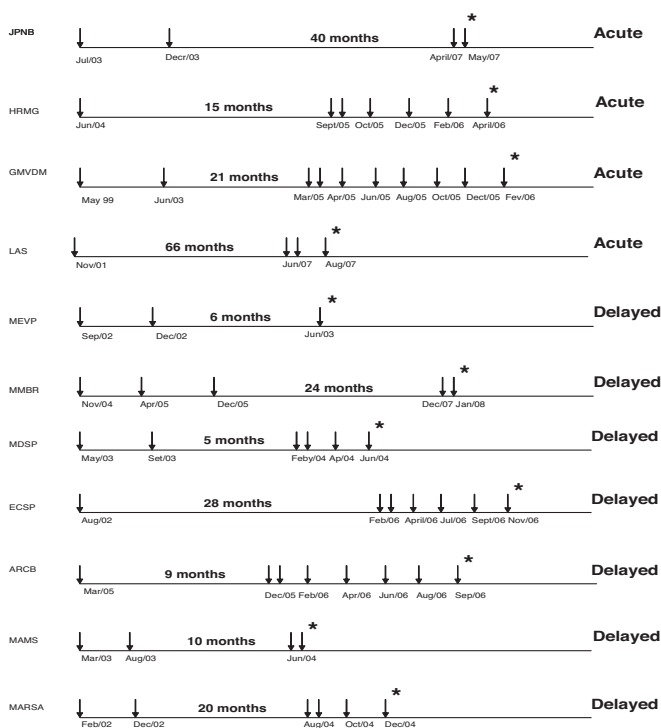 JPNB 40 months * Acute
Jul/03 Decr/03 April/07 May/07
HRMG 15 months * Acute
Jun/04 Sept/05 Oct/05 Dec/05 Feb/06 April/06
GMVDM 21 months * Acute
May 99 Jun/03 Mar/05 Apr/05 Jun/05 Aug/05 Oct/05 Dect/05 Fev/06
LAS 66 months * Acute
Nov/01 Jun/07 Aug/07
MEVP 6 months * Delayed
Sep/02 Dec/02 Jun/03
MMBR 24 months * Delayed
Nov/04 Apr/05 Dec/05 Dec/07 Jan/08
MDSP 5 months * Delayed
May/03 Set/03 Feby/04 Ap/04 Jun/04
ECSP 28 months * Delayed
Aug/02 Feb/06 April/06 Jul/06 Sept/06 Nov/06
ARCB 9 months * Delayed
Mar/05 Dec/05 Feb/06 Apr/06 Jun/06 Aug/06 Sep/06
MAMS 10 months * Delayed
Mar/03 Aug/03 Jun/04
MARSA 20 months * Delayed
Feb/02 Dec/02 Aug/04 Oct/04 Dec/04